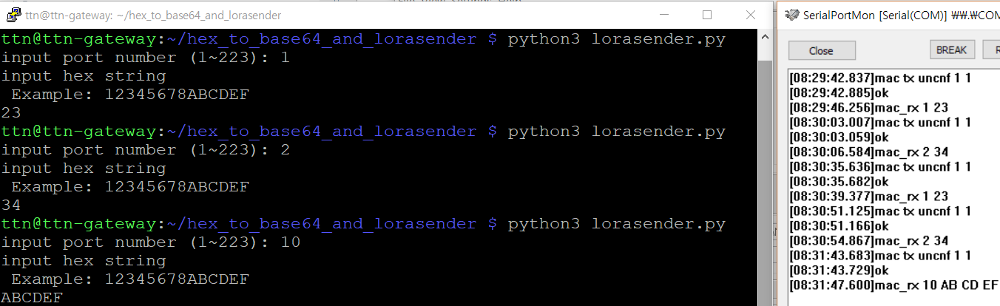 ttn@ttn-gateway: ~/hex_to_base64_and_lorasender
ttn@ttn-gateway:~/hex_to_base64_and_lorasender $ python3 lorasender.py
input port number (1~223): 1
input hex string
Example: 12345678ABCDEF
23
ttn@ttn-gateway:~/hex_to_base64_and_lorasender $ python3 lorasender.py
input port number (1~223): 2
input hex string
Example: 12345678ABCDEF
34
ttn@ttn-gateway:~/hex_to_base64_and_lorasender $ python3 lorasender.py
input port number (1~223): 10
input hex string
Example: 12345678ABCDEF
ABCDEF
SerialPortMon [Serial(COM)] ₩₩.₩COM
Close
BREAK
[08:29:42.837]mac tx uncnf 1 1
[08:29:42.885]ok
[08:29:46.256]mac_rx 1 23
[08:30:03.007]mac tx uncnf 1 1
[08:30:03.059]ok
[08:30:06.584]mac_rx 2 34
[08:30:35.636]mac tx uncnf 1 1
[08:30:35.682]ok
[08:30:39.377]mac_rx 1 23
[08:30:51.125]mac tx uncnf 1 1
[08:30:51.166]ok
[08:30:54.867]mac_rx 2 34
[08:31:43.683]mac tx uncnf 1 1
[08:31:43.729]ok
[08:31:47.600]mac_rx 10 AB CD EF